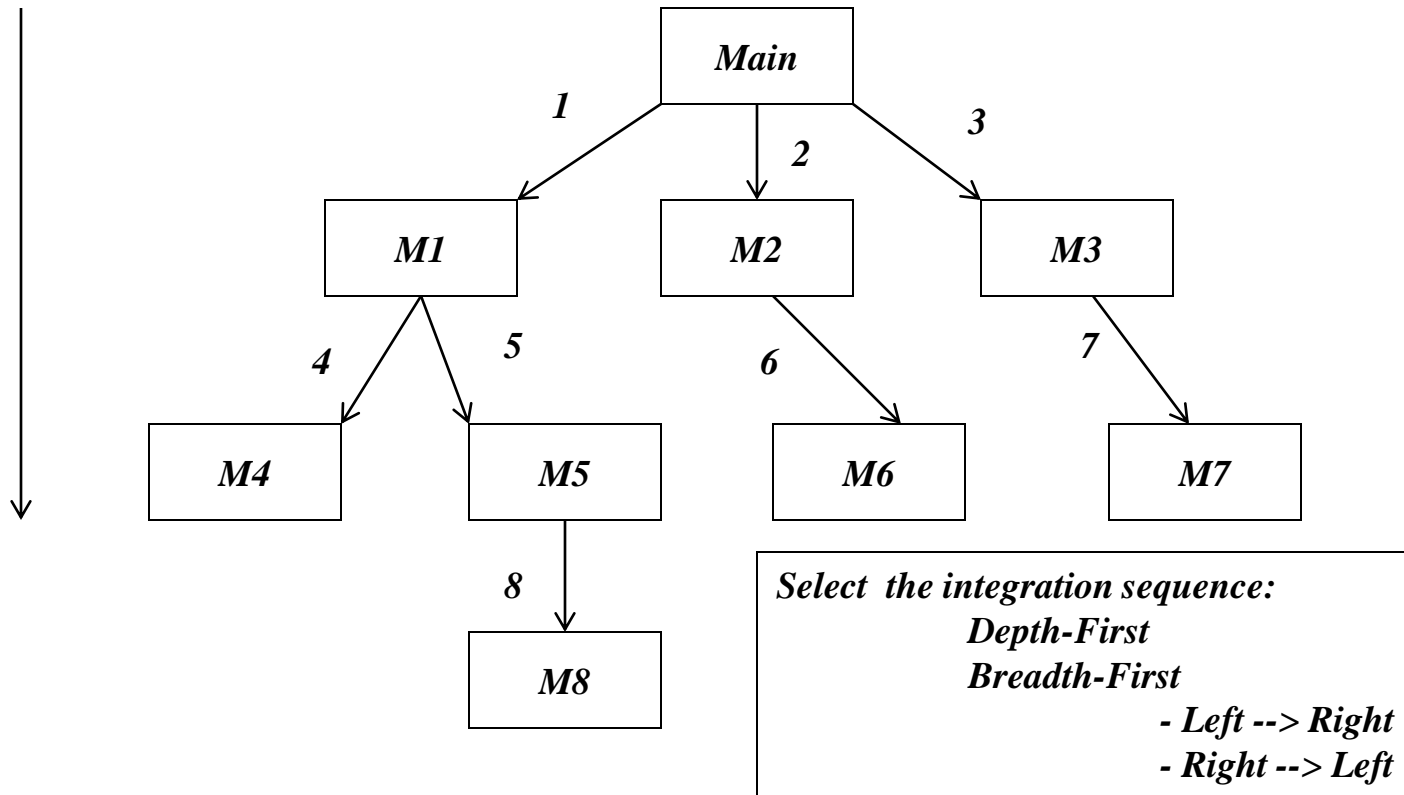 Main
1
2
3
M1
M2
M3
4
5
6
7
M4
M5
M6
M7
8
M8
Select the integration sequence:
Depth-First
Breadth-First
- Left --> Right
- Right --> Left